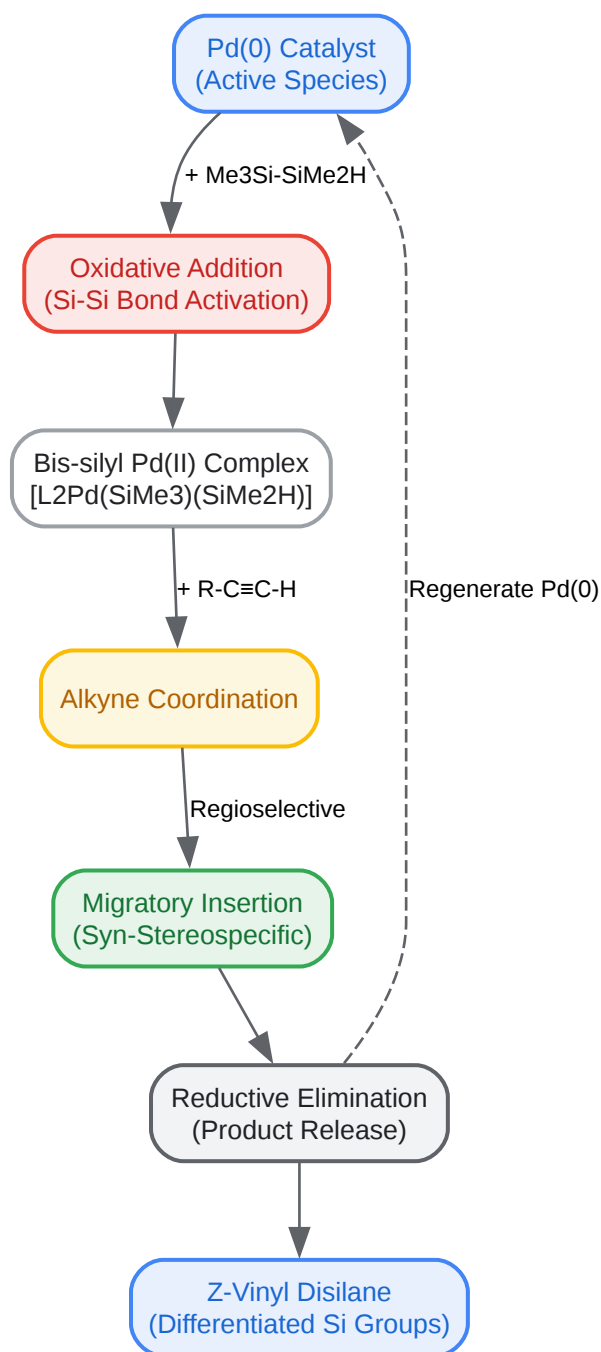 Pd(0) Catalyst
(Active Species)
+ Me3Si-SiMe2H
Oxidative Addition
(Si-Si Bond Activation)
Bis-silyl Pd(II) Complex
[L2Pd(SiMe3)(SiMe2H)]
+ R-C≡C-H
Regenerate Pd(0)
Alkyne Coordination
Regioselective
Migratory Insertion
(Syn-Stereospecific)
Reductive Elimination
(Product Release)
Z-Vinyl Disilane
(Differentiated Si Groups)